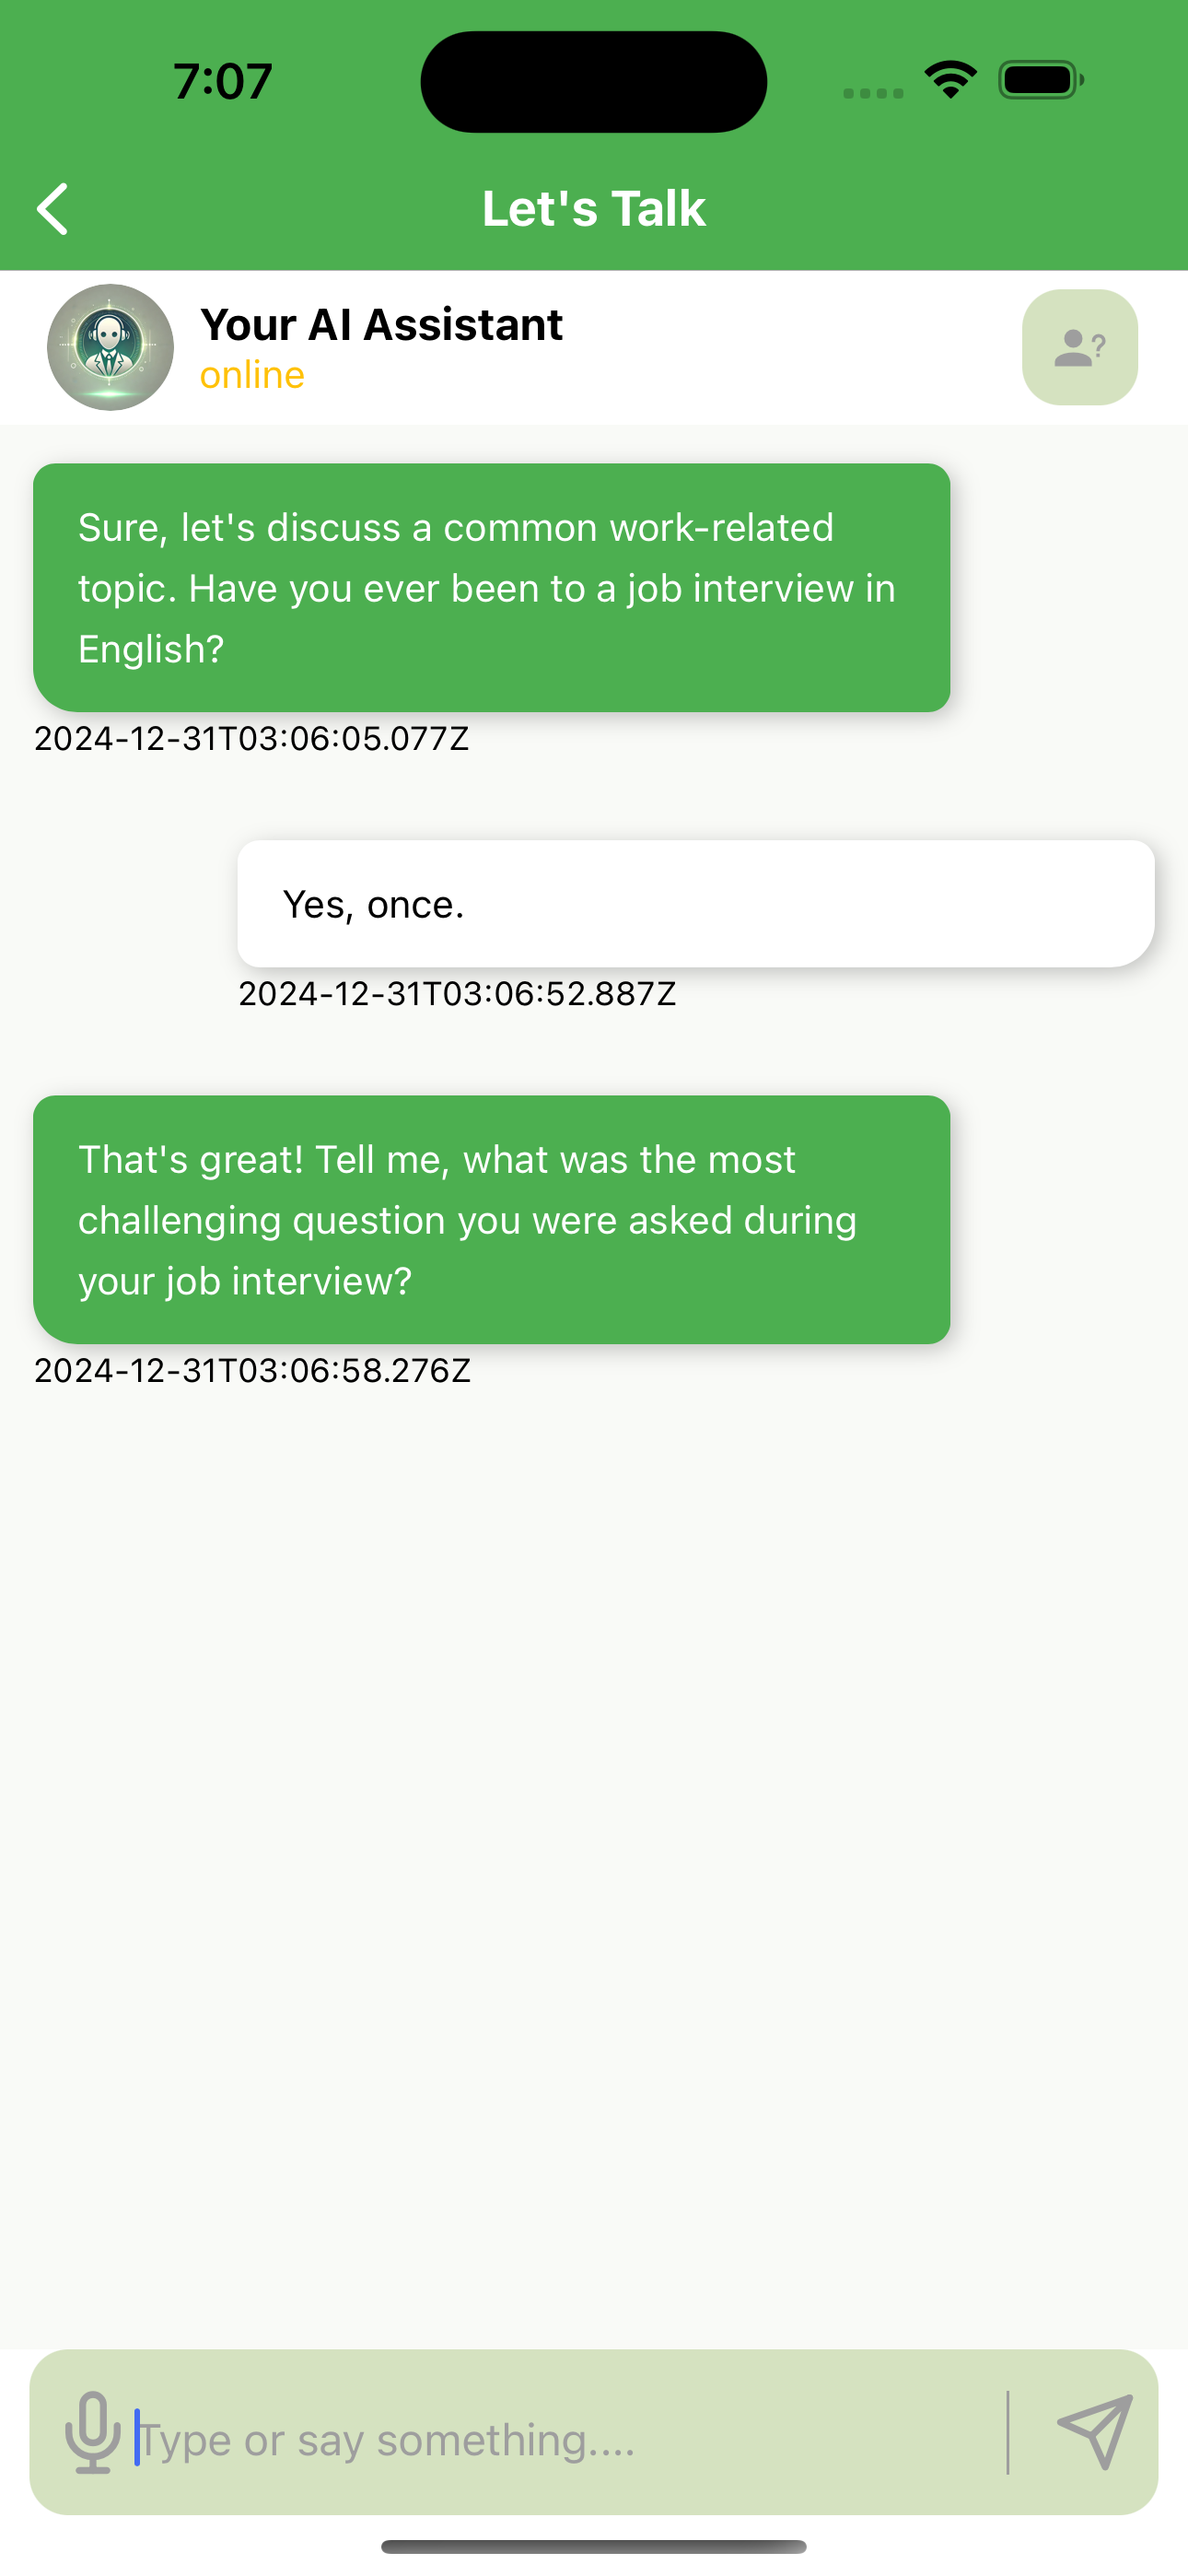 7:07
Let's Talk
Your AI Assistant
online
?
Sure, let's discuss a common work-related
topic. Have you ever been to a job interview in
English?
2024-12-31T03:06:05.077Z
Yes, once.
2024-12-31T03:06:52.887Z
That's great! Tell me, what was the most
challenging question you were asked during
your job interview?
2024-12-31T03:06:58.276Z
Type or say something....